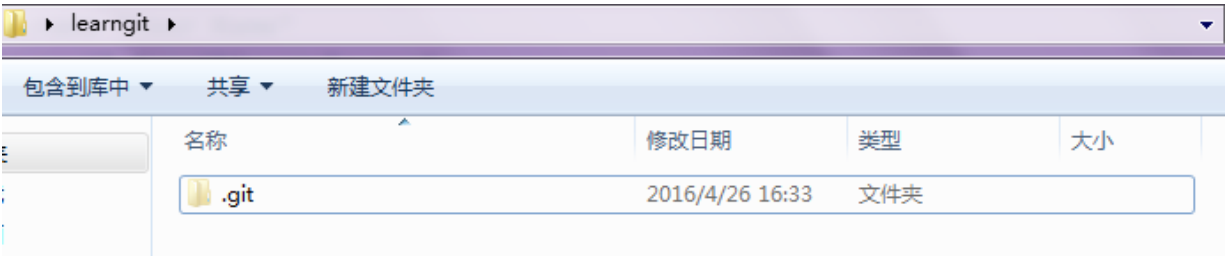 learngit
包含到库中 共享 新建文件夹
名称 修改日期 类型 大小
.git 2016/4/26 16:33 文件夹